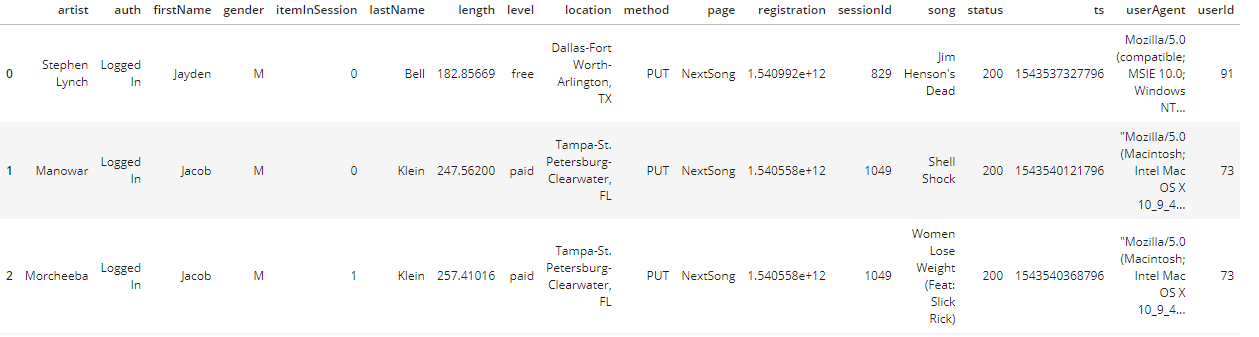 artist auth firstName gender itemInSession lastName length level location method page registration sessionId song status ts userAgent userId
0 Stephen Lynch Logged In Jayden M 0 Bell 182.85669 free Dallas-Fort Worth-Arlington, TX PUT NextSong 1.540992e+12 829 Jim Henson's Dead 200 1543537327796 Mozilla/5.0 (compatible; MSIE 10.0; Windows NT... 91
1 Manowar Logged In Jacob M 0 Klein 247.56200 paid Tampa-St. Petersburg-Clearwater, FL PUT NextSong 1.540558e+12 1049 Shell Shock 200 1543540121796 "Mozilla/5.0 (Macintosh; Intel Mac OS X 10_9_4... 73
2 Morcheeba Logged In Jacob M 1 Klein 257.41016 paid Tampa-St. Petersburg-Clearwater, FL PUT NextSong 1.540558e+12 1049 Women Lose Weight (Feat: Slick Rick) 200 1543540368796 "Mozilla/5.0 (Macintosh; Intel Mac OS X 10_9_4... 73